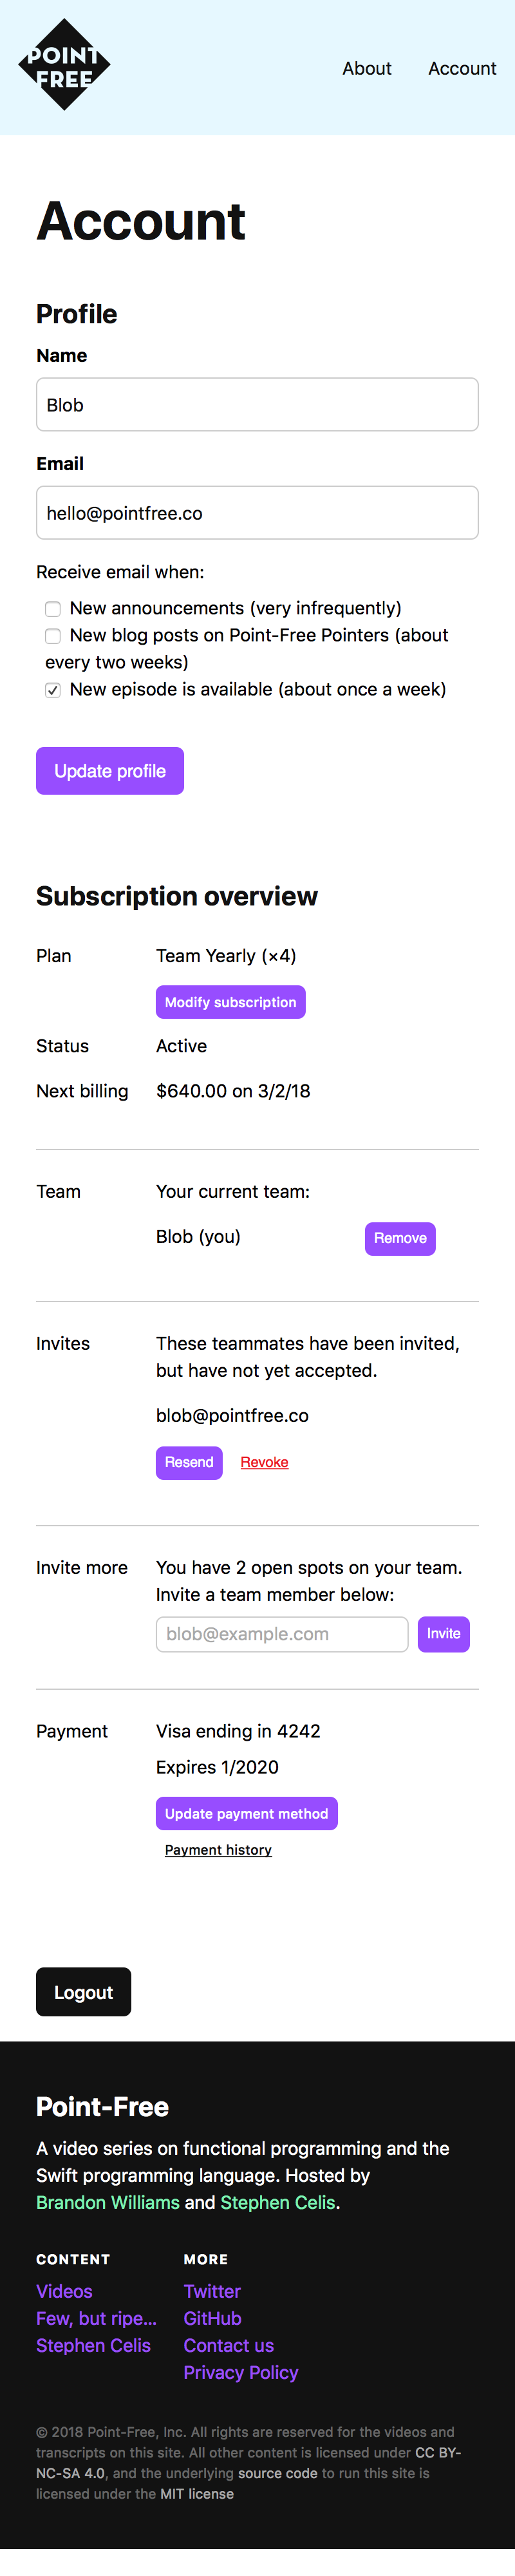 POINT
FREE
About
Account
Account
Profile
Name
Blob
Email
hello@pointfree.co
Receive email when:
New announcements (very infrequently)
New blog posts on Point-Free Pointers (about
every two weeks)
New episode is available (about once a week)
Update profile
Subscription overview
Plan
Team Yearly (×4)
Modify subscription
Status
Active
Next billing
$640.00 on 3/2/18
Team
Your current team:
Blob (you)
Remove
Invites
These teammates have been invited,
but have not yet accepted.
blob@pointfree.co
Resend
Revoke
Invite more
You have 2 open spots on your team.
Invite a team member below:
blob@example.com
Invite
Payment
Visa ending in 4242
Expires 1/2020
Update payment method
Payment history
Logout
Point-Free
A video series on functional programming and the
Swift programming language. Hosted by
Brandon Williams and Stephen Celis.
CONTENT
Videos
Few, but ripe...
Stephen Celis
MORE
Twitter
GitHub
Contact us
Privacy Policy
© 2018 Point-Free, Inc. All rights are reserved for the videos and
transcripts on this site. All other content is licensed under CC BY-
NC-SA 4.0, and the underlying source code to run this site is
licensed under the MIT license